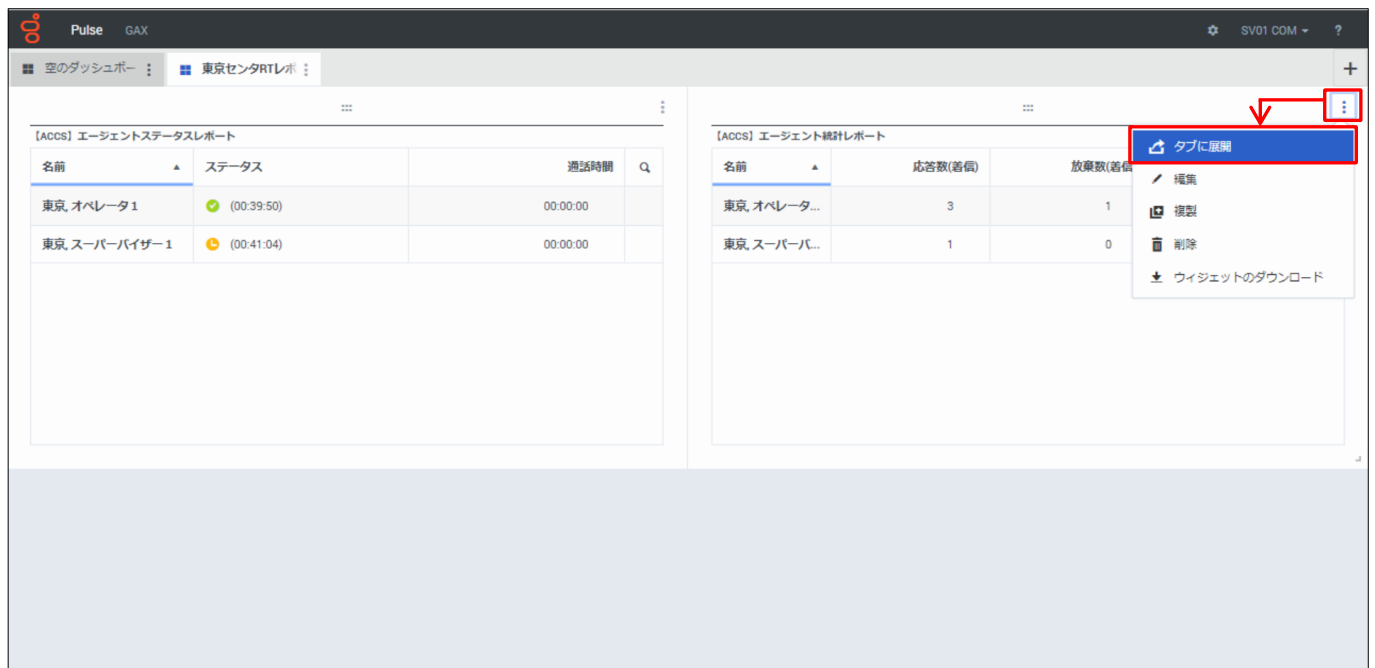 Pulse GAX SV01 COM ?
空のダッシュボー 東京センタRTレポ +
【ACCS】エージェントステータスレポート
名前 ▲ ステータス 通話時間
東京, オペレータ１ (00:39:50) 00:00:00
東京, スーパーバイザー１ (00:41:04) 00:00:00
【ACCS】エージェント統計レポート
名前 ▲ 応答数(着信) 放棄数(着信
東京, オペレータ... 3 1
東京, スーパーバ... 1 0
タブに展開
編集
複製
削除
ウィジェットのダウンロード